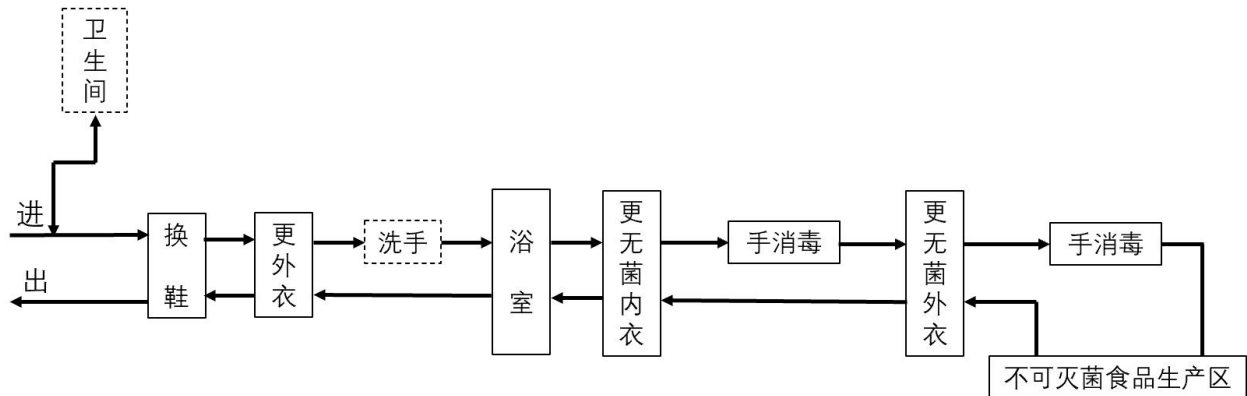 卫生间
进
换鞋
更外衣
洗手
浴室
更无菌内衣
手消毒
更无菌外衣
手消毒
出
不可灭菌食品生产区